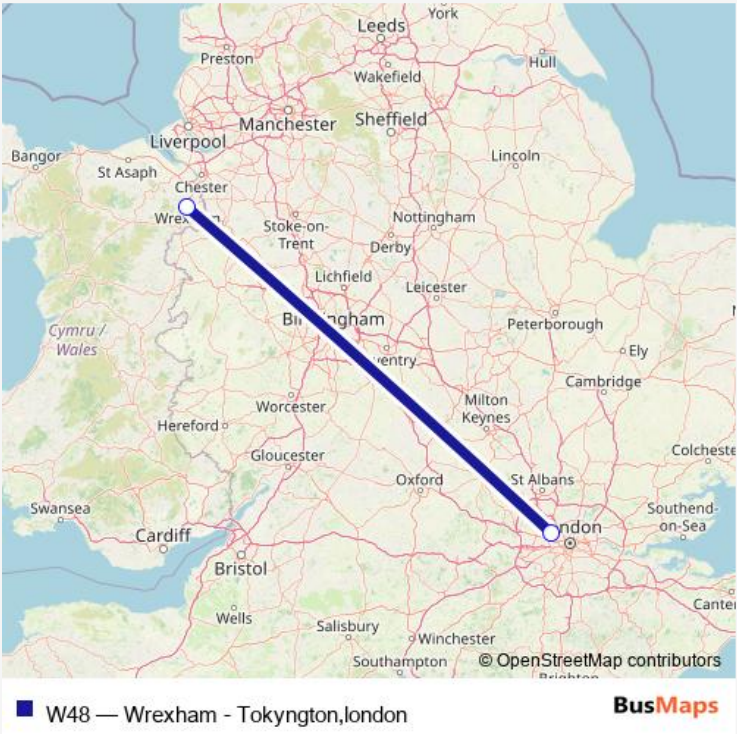 York
Leeds
Preston
Hull
Wakefield
Manchester
Sheffield
Liverpool
Bangor
St Asaph
Lincoln
Chester
Nottingham
Stoke-on-
Trent
Derby
Lichfield
Leicester
Peterborough
Cymru /
Wales
Ely
Cambridge
Milton
Keynes
Worcester
Hereford
Gloucester
Colcheste
Oxford
St Albans
Swansea
Southend-
on-Sea
Cardiff
Bristol
Cante
Wells
Salisbury
Winchester
Southampton
© OpenStreetMap contributors
W48 — Wrexham - Tokyngton,london
BusMaps